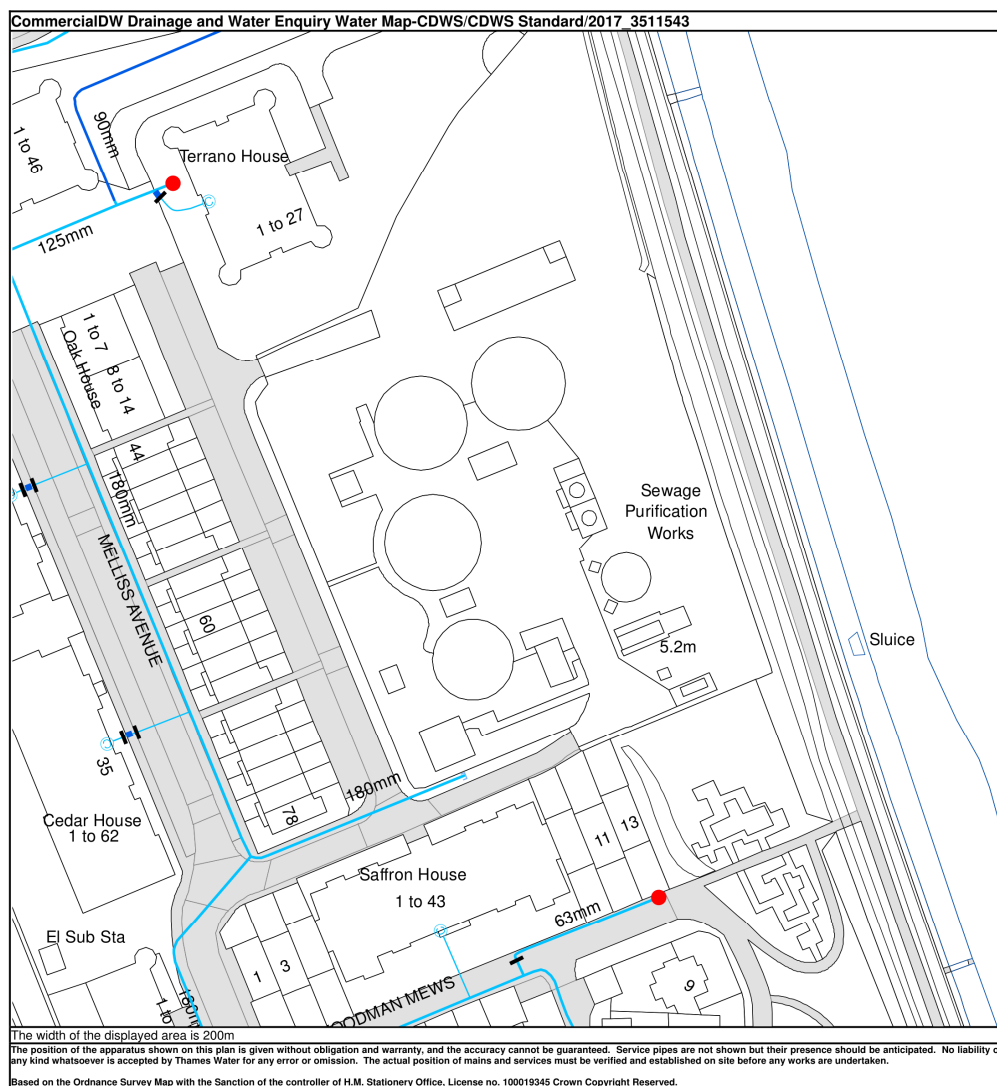 CommercialDW Drainage and Water Enquiry Water Map-CDWS/CDWS Standard/2017_3511543
1 to 46
90mm
Terrano House
1 to 27
125mm
1 to 7
8 to 14
Oak House
44
180mm
MELLISS AVENUE
60
Sewage
Purification
Works
5.2m
Sluice
35
180mm
78
Cedar House
1 to 62
11
13
Saffron House
1 to 43
63mm
El Sub Sta
1
3
9
1 to
180mm
OODMAN MEWS
The width of the displayed area is 200m
The position of the apparatus shown on this plan is given without obligation and warranty, and the accuracy cannot be guaranteed. Service pipes are not shown but their presence should be anticipated. No liability
any kind whatsoever is accepted by Thames Water for any error or omission. The actual position of mains and services must be verified and established on site before any works are undertaken.
Based on the Ordnance Survey Map with the Sanction of the controller of H.M. Stationery Office, License no. 100019345 Crown Copyright Reserved.